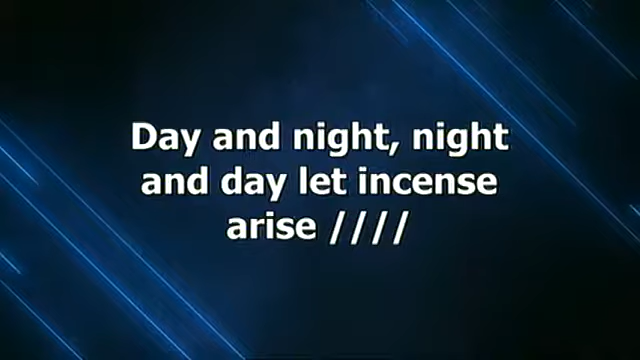 Day and night, night
and day let incense
arise ////